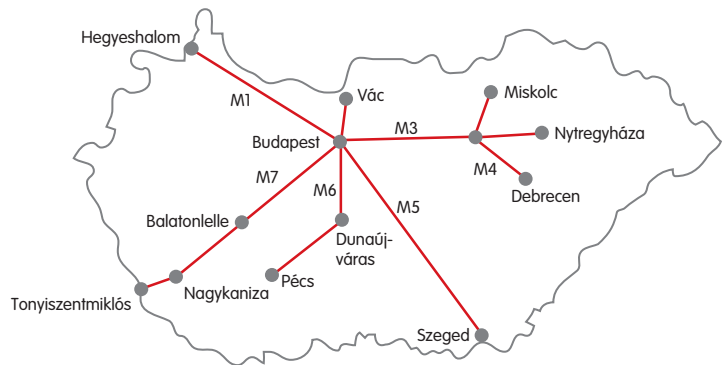 Hegyeshalom
M1
Vác
Miskolc
Budapest
M3
Nytregyháza
M4
M7
M6
Debrecen
M5
Balatonlelle
Dunaúj-
város
Nagykaniza
Pécs
Tonyiszentmiklós
Szeged